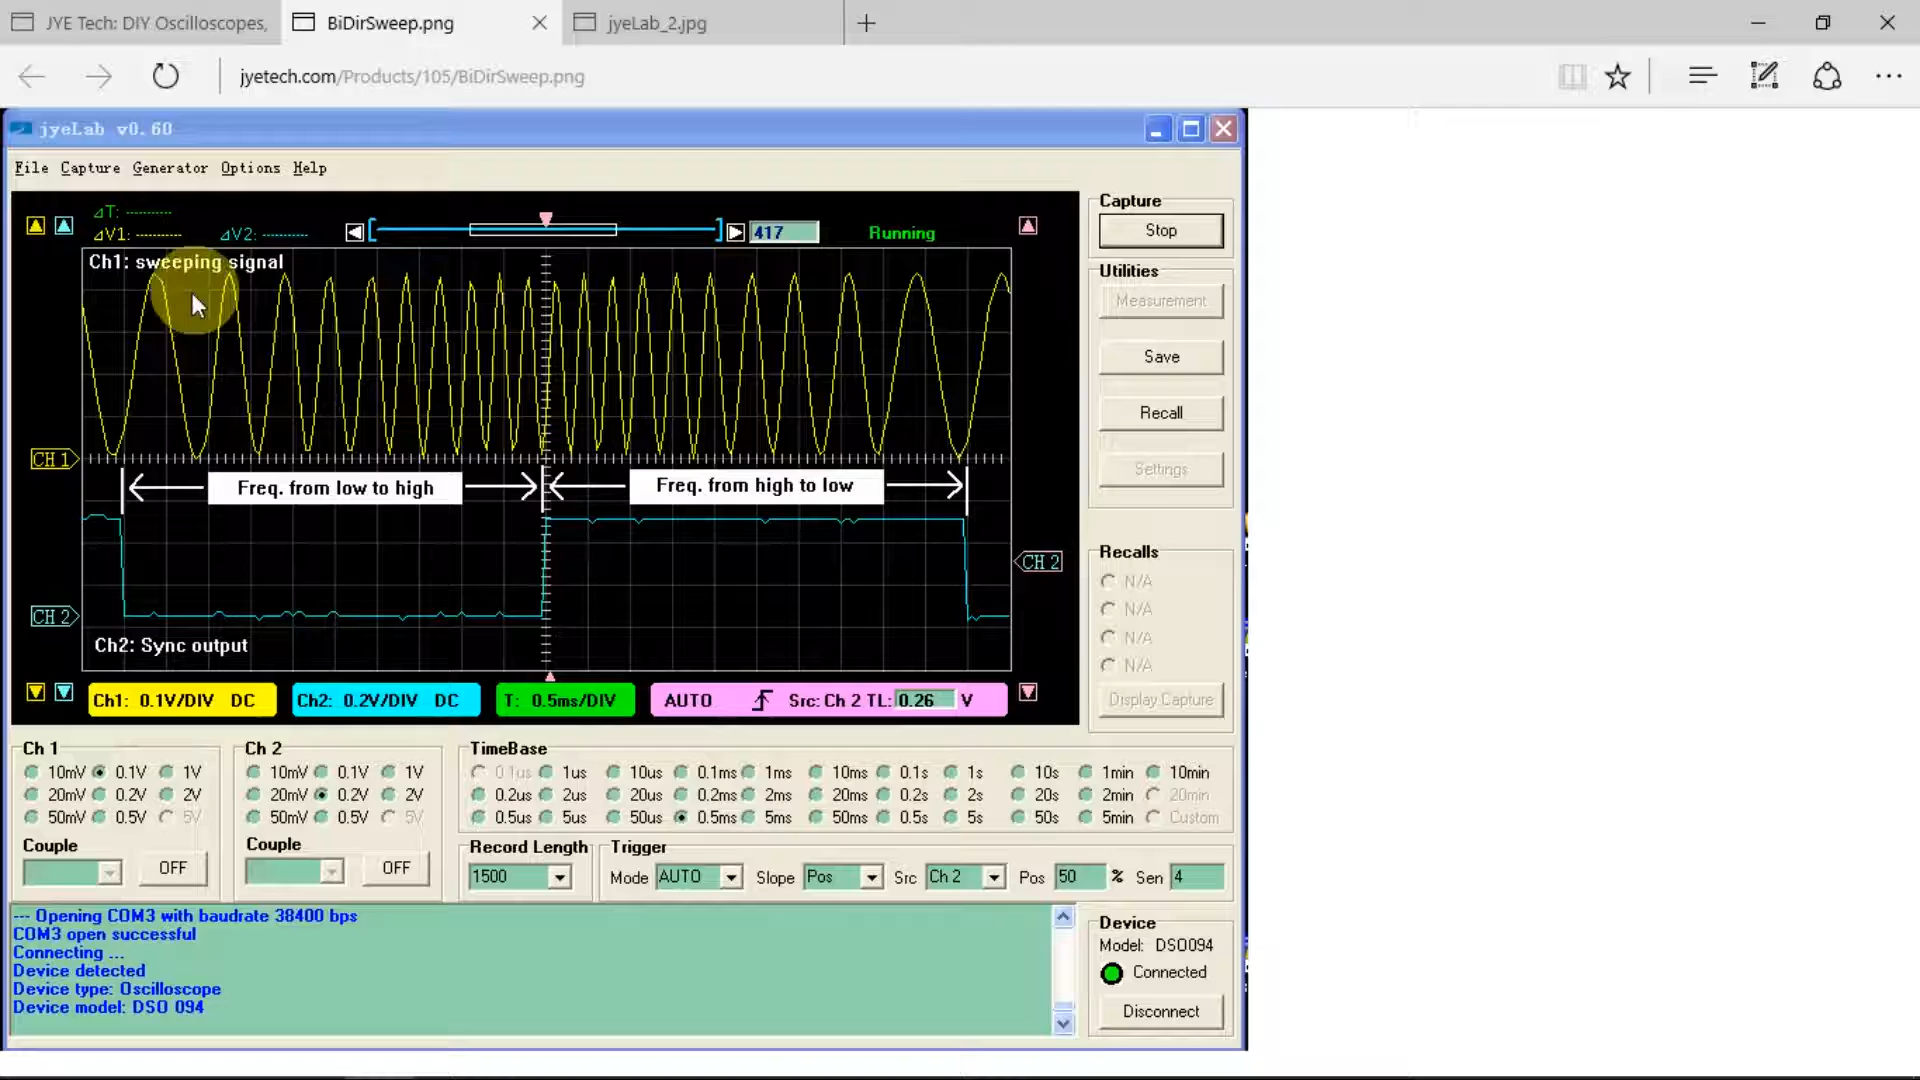 JYE Tech: DIY Oscilloscopes,
BiDirSweep.png
jyeLab_2.jpg
jyetech.com/Products/105/BiDirSweep.png
jyeLab v0.60
File Capture Generator Options Help
⊿T: ----------
⊿V1: ----------
⊿V2: ----------
417
Running
Ch1: sweeping signal
CH 1
Freq. from low to high
Freq. from high to low
CH 2
CH 2
Ch2: Sync output
Ch1: 0.1V/DIV DC
Ch2: 0.2V/DIV DC
T: 0.5ms/DIV
AUTO Src: Ch 2 TL: 0.26 V
Capture
Stop
Utilities
Measurement
Save
Recall
Settings
Recalls
N/A
N/A
N/A
N/A
Display Capture
Ch 1
10mV 0.1V 1V
20mV 0.2V 2V
50mV 0.5V 5V
Couple
OFF
Ch 2
10mV 0.1V 1V
20mV 0.2V 2V
50mV 0.5V 5V
Couple
OFF
TimeBase
0.1us 1us 10us 0.1ms 1ms 10ms 0.1s 1s 10s 1min 10min
0.2us 2us 20us 0.2ms 2ms 20ms 0.2s 2s 20s 2min 20min
0.5us 5us 50us 0.5ms 5ms 50ms 0.5s 5s 50s 5min Custom
Record Length
1500
Trigger
Mode AUTO Slope Pos Src Ch 2 Pos 50 % Sen 4
--- Opening COM3 with baudrate 38400 bps
COM3 open successful
Connecting ...
Device detected
Device type: Oscilloscope
Device model: DSO 094
Device
Model: DSO094
Connected
Disconnect